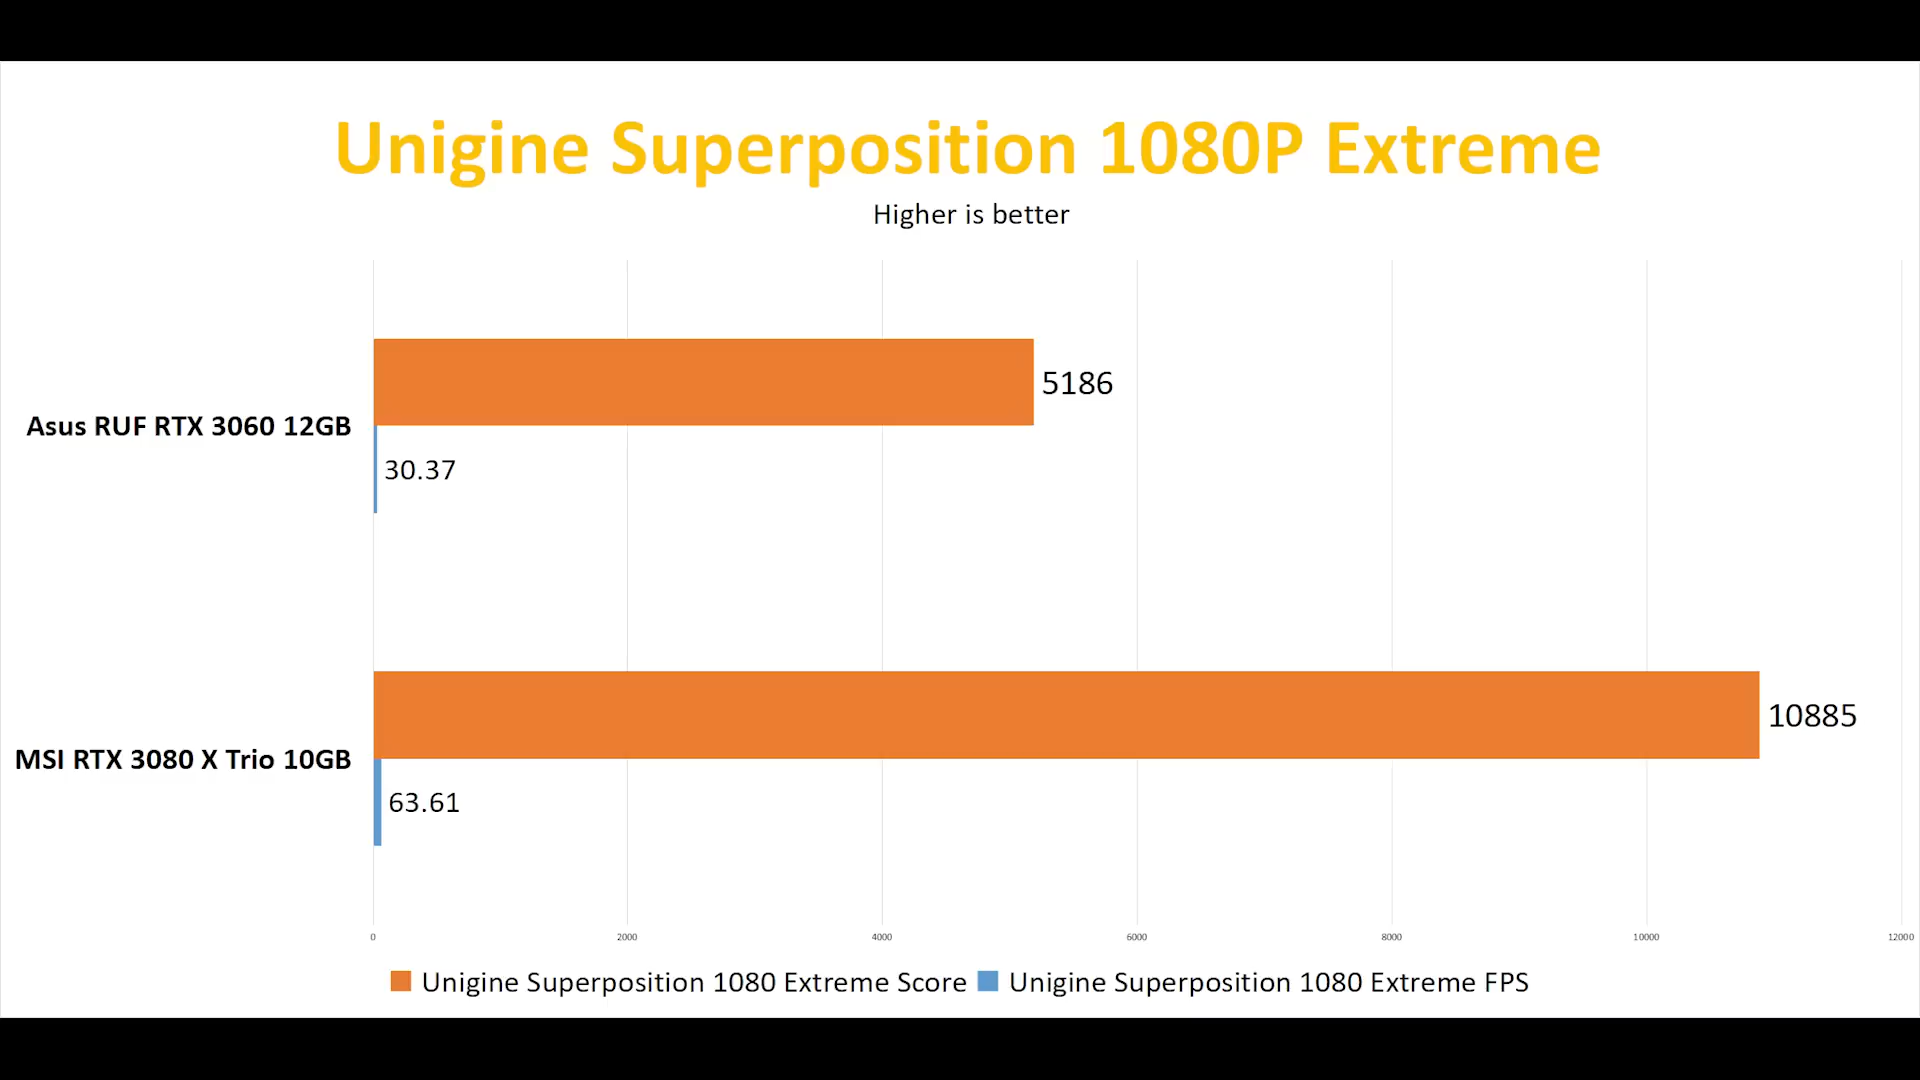 Unigine Superposition 1080P Extreme
Higher is better
5186
Asus RUF RTX 3060 12GB
30.37
10885
MSI RTX 3080 X Trio 10GB
63.61
0 2000 4000 6000 8000 10000 12000
Unigine Superposition 1080 Extreme Score Unigine Superposition 1080 Extreme FPS